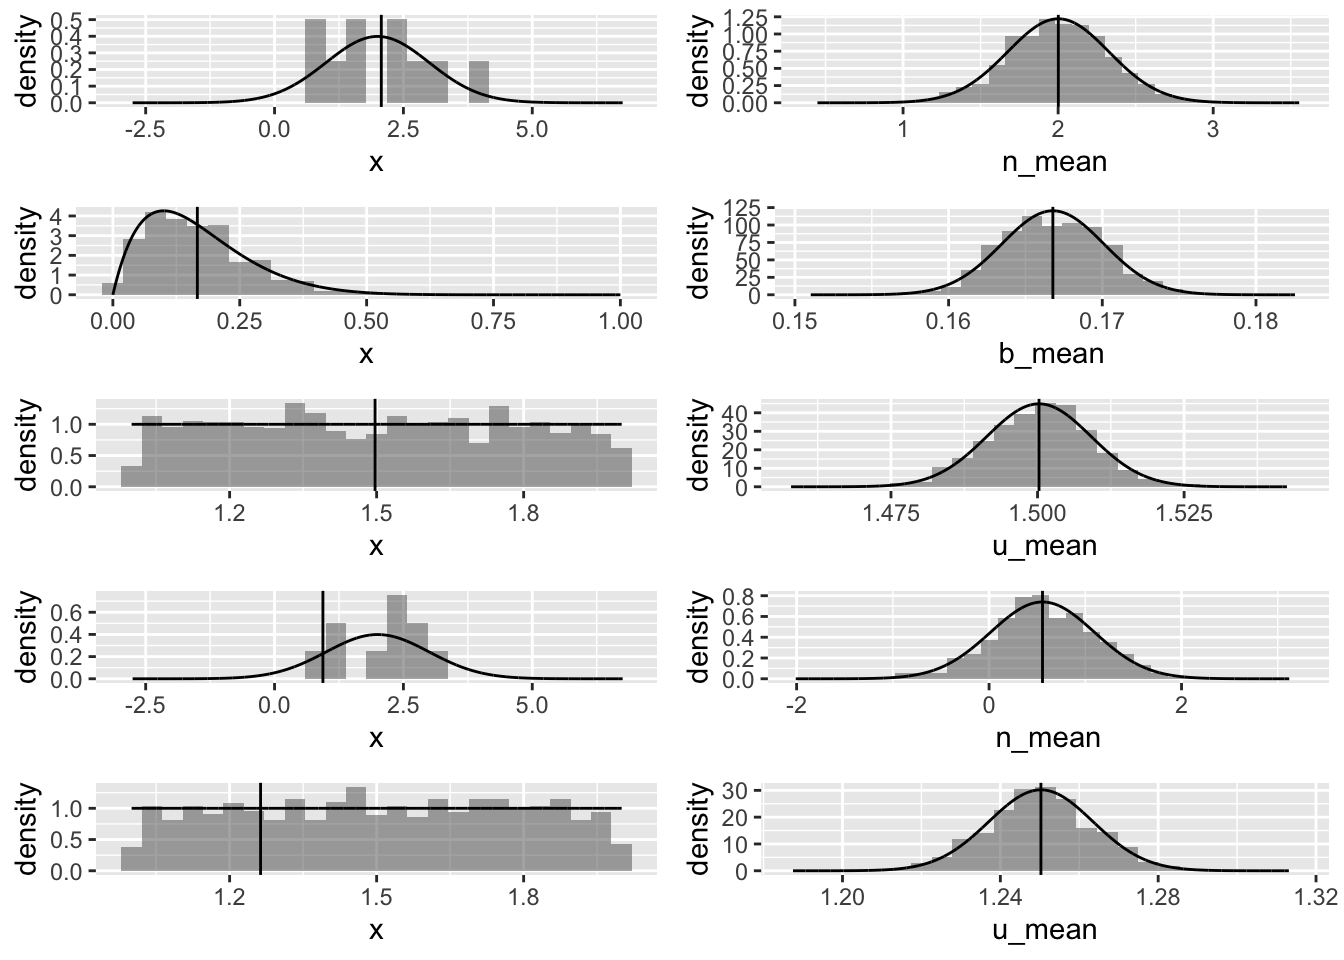 density
0.5
0.4
0.3
0.2
0.1
0.0
-2.5 0.0 2.5 5.0
x
density
1.25
1.00
0.75
0.50
0.25
0.00
1 2 3
n_mean
density
4
3
2
1
0
0.00 0.25 0.50 0.75 1.00
x
density
125
100
75
50
25
0
0.15 0.16 0.17 0.18
b_mean
density
1.0
0.5
0.0
1.2 1.5 1.8
x
density
40
30
20
10
0
1.475 1.500 1.525
u_mean
density
0.6
0.4
0.2
0.0
-2.5 0.0 2.5 5.0
x
density
0.8
0.6
0.4
0.2
0.0
-2 0 2
n_mean
density
1.0
0.5
0.0
1.2 1.5 1.8
x
density
30
20
10
0
1.20 1.24 1.28 1.32
u_mean